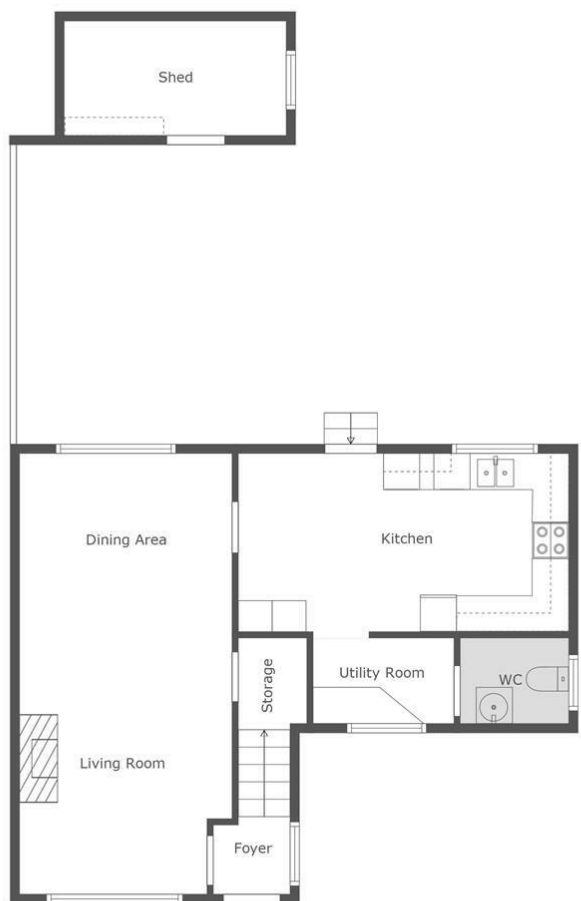 Shed
Dining Area
Kitchen
Storage
Utility Room
WC
Living Room
Foyer